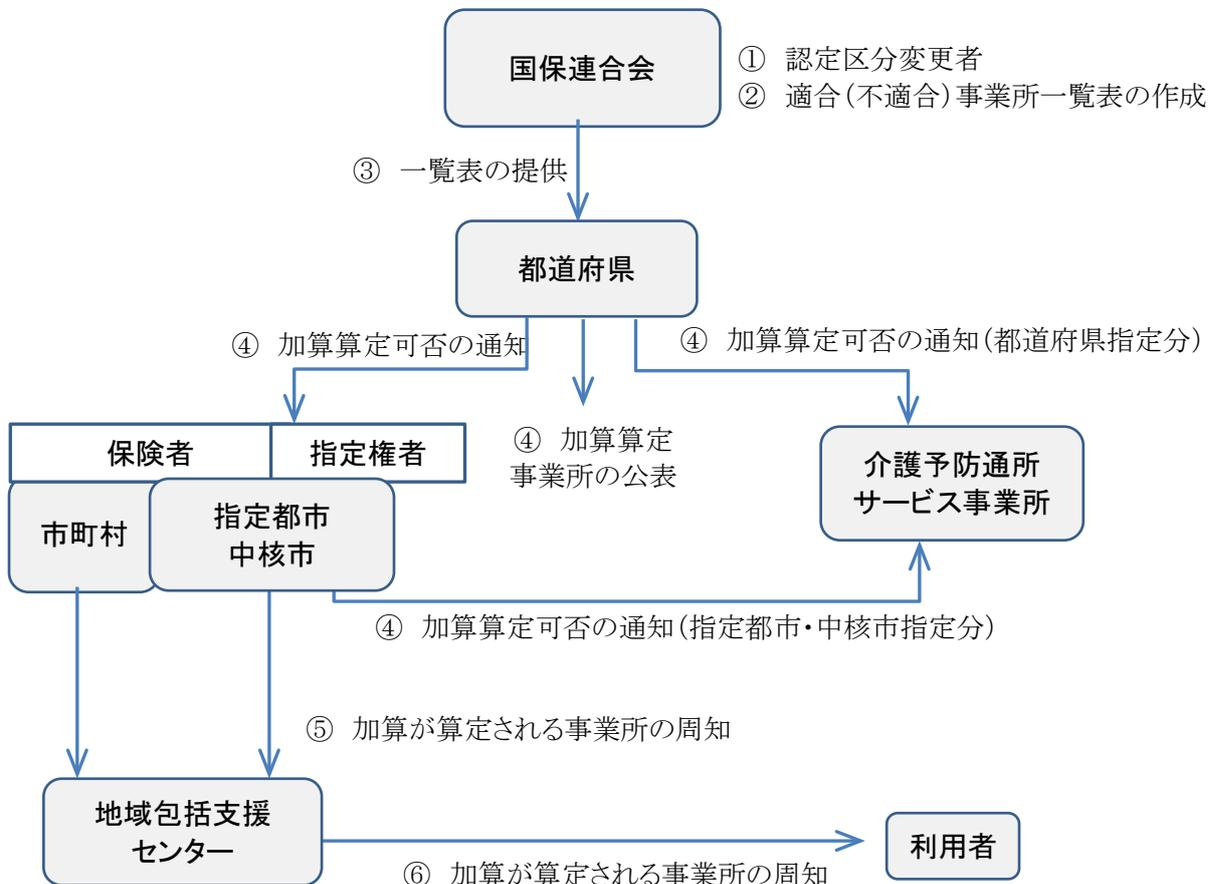 国保連合会
① 認定区分変更者
② 適合(不適合)事業所一覧表の作成
③ 一覧表の提供
都道府県
④ 加算算定可否の通知
④ 加算算定可否の通知(都道府県指定分)
保険者
指定権者
④ 加算算定
事業所の公表
介護予防通所
サービス事業所
市町村
指定都市
中核市
④ 加算算定可否の通知(指定都市・中核市指定分)
⑤ 加算が算定される事業所の周知
地域包括支援
センター
利用者
⑥ 加算が算定される事業所の周知